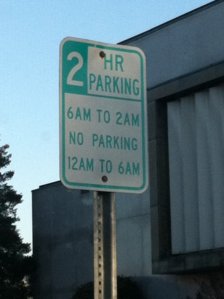 2 HR
PARKING
6AM TO 2AM
NO PARKING
12AM TO 6AM